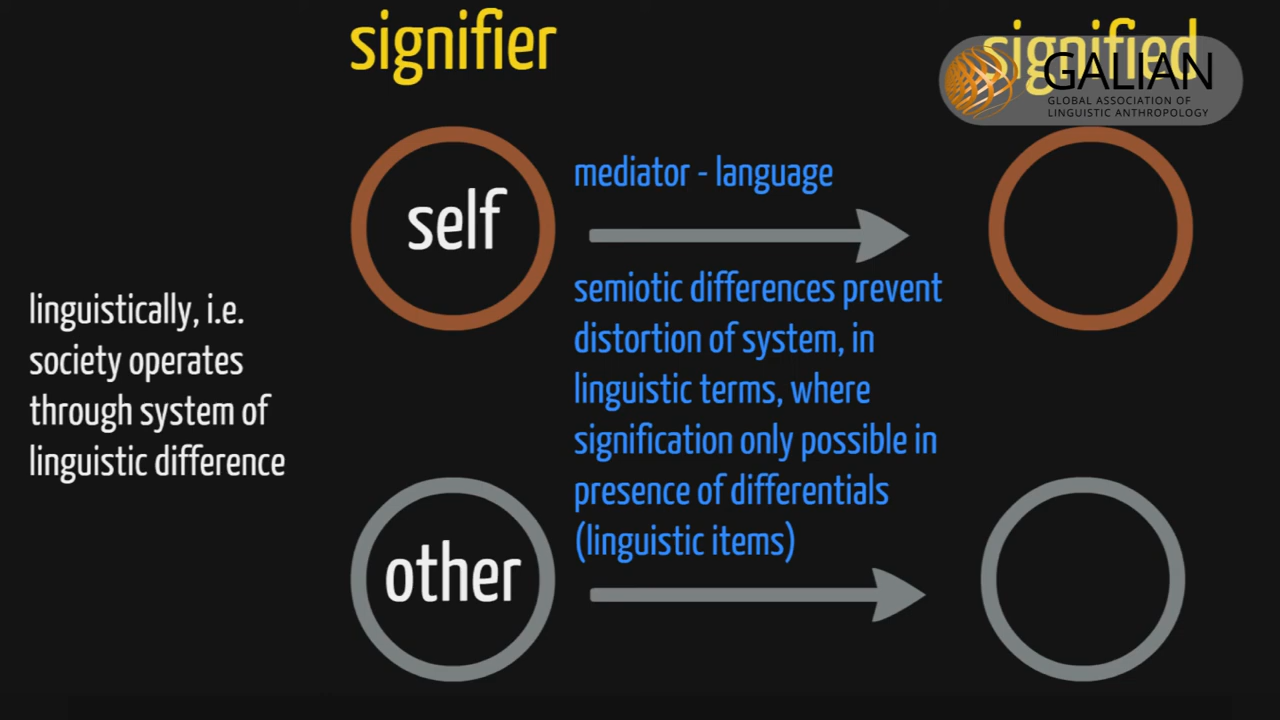 signifier
signified
GALIAN
GLOBAL ASSOCIATION OF
LINGUISTIC ANTHROPOLOGY
self
mediator - language
linguistically, i.e.
society operates
through system of
linguistic difference
semiotic differences prevent
distortion of system, in
linguistic terms, where
signification only possible in
presence of differentials
(linguistic items)
other